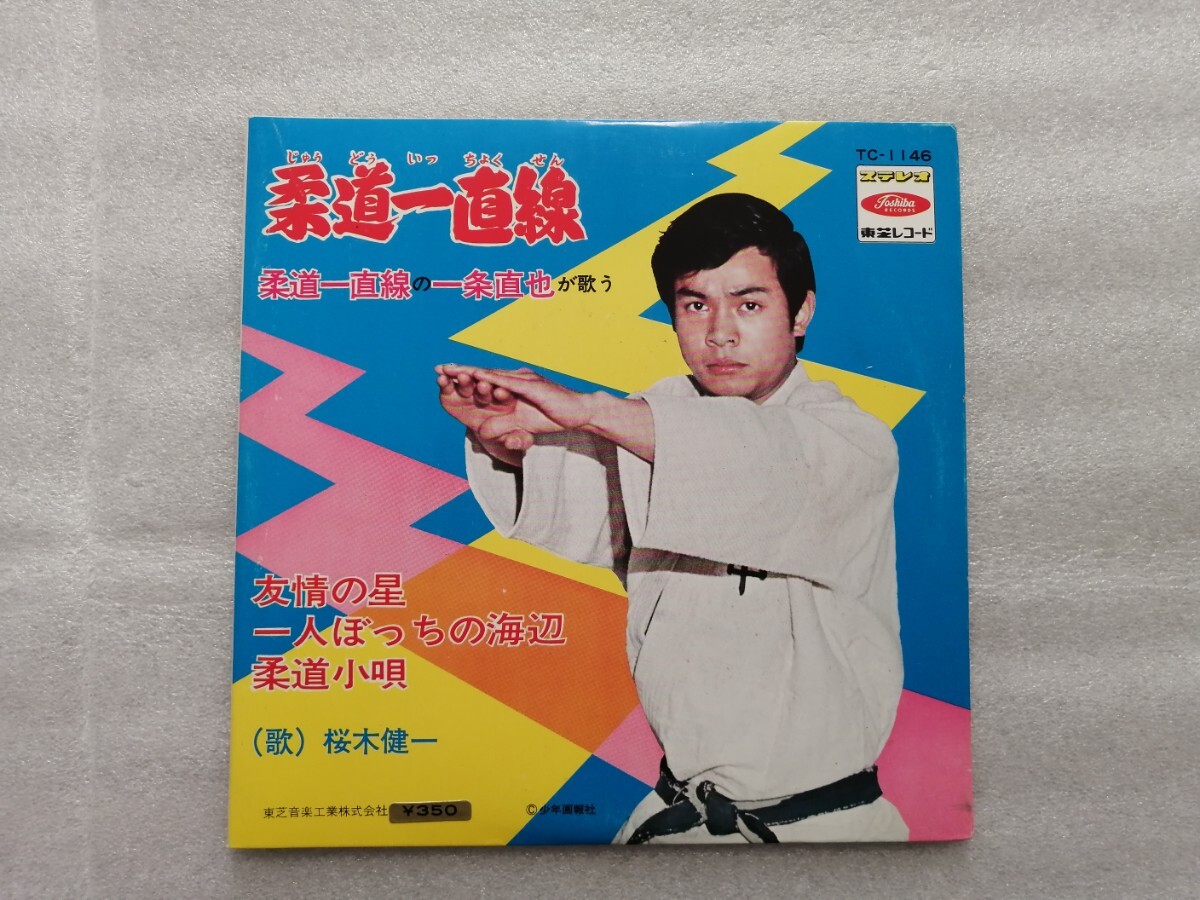 TC-1146
ステレオ
Toshiba
RECORDS
東芝レコード
じゅう どう いっ ちょく せん
柔道一直線
柔道一直線の一条直也が歌う
友情の星
一人ぼっちの海辺
柔道小唄
（歌）桜木健一
東芝音楽工業株式会社 ¥350
©少年画報社